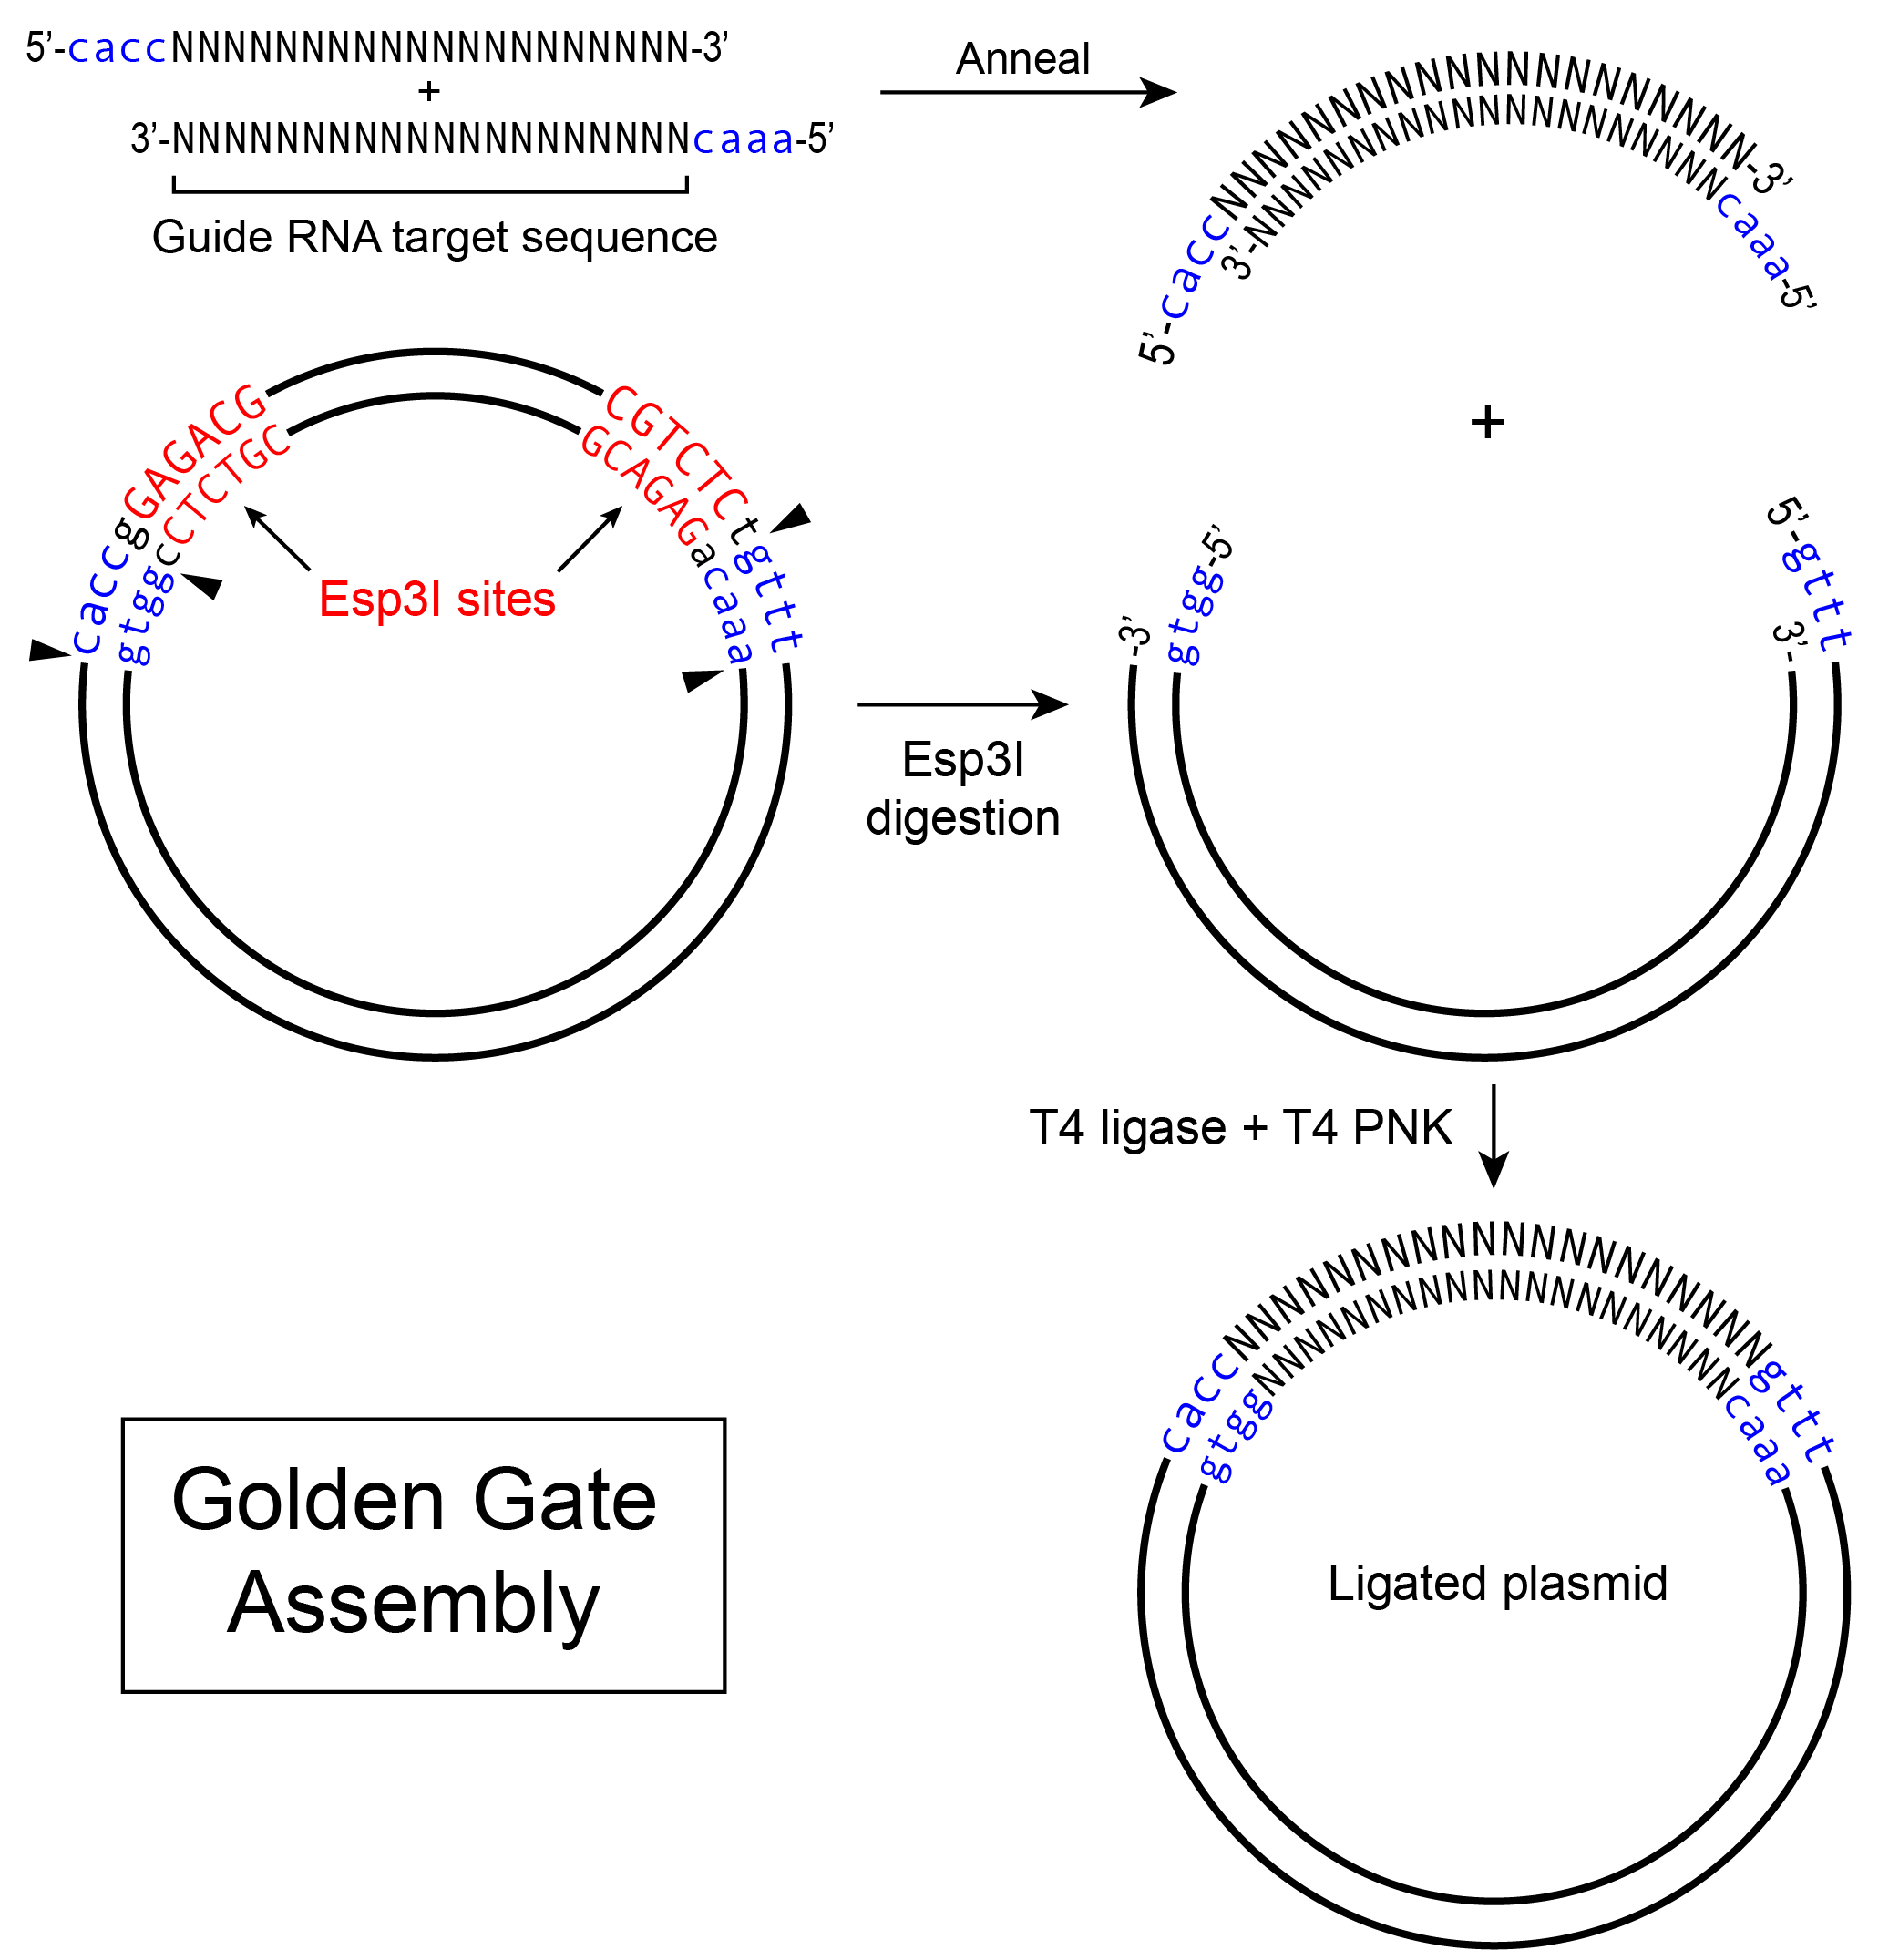 5’-caccNNNNNNNNNNNNNNNNNNNN-3’
+
3’-NNNNNNNNNNNNNNNNNNNNcaaa-5’
Guide RNA target sequence
Anneal
5’-caccNNNNNNNNNNNNNNNNNNNN-3’
3’-NNNNNNNNNNNNNNNNNNNNcaaa-5’
+
caccgGAGACG
gtggcCTCTGC
CGTCTCtgttt
GCAGAGacaaa
Esp3I sites
Esp3I
digestion
-3’
gtgg-5’
5’-gttt
3’-
T4 ligase + T4 PNK
caccNNNNNNNNNNNNNNNNNNNNgttt
gtggNNNNNNNNNNNNNNNNNNNNcaaa
Ligated plasmid
Golden Gate
Assembly